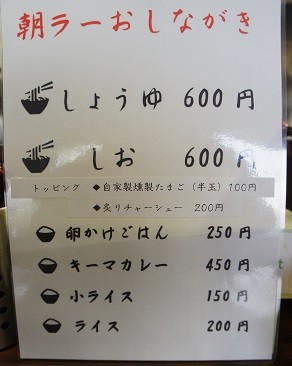 朝ラーおしながき
しょうゆ 600円
しお 600円
トッピング ◆自家製燻製たまご（半玉）100円
◆炙りチャーシュー 200円
卵かけごはん 250円
キーマカレー 450円
小ライス 150円
ライス 200円